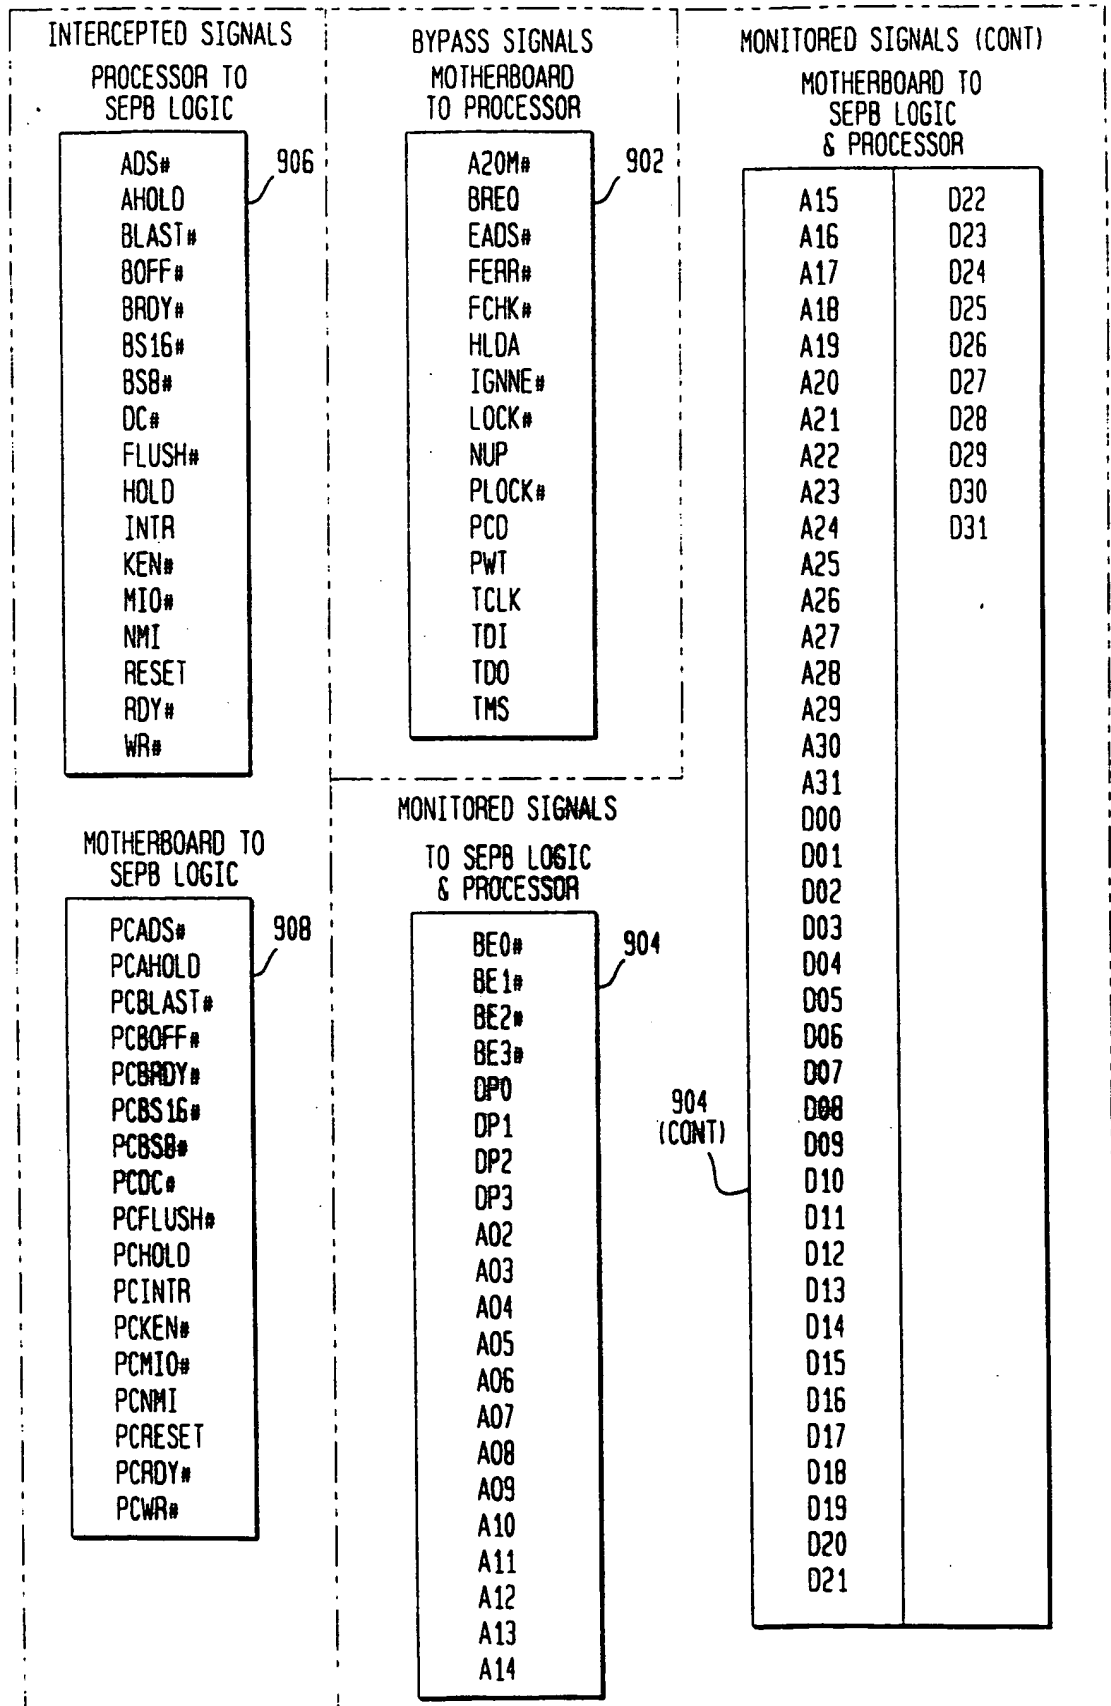 INTERCEPTED SIGNALS
PROCESSOR TO
SEPB LOGIC
906
ADS#
AHOLD
BLAST#
BOFF#
BRDY#
BS16#
BS8#
DC#
FLUSH#
HOLD
INTR
KEN#
MIO#
NMI
RESET
RDY#
WR#
MOTHERBOARD TO
SEPB LOGIC
908
PCADS#
PCAHOLD
PCBLAST#
PCBOFF#
PCBRDY#
PCBS16#
PCBS8#
PCDC#
PCFLUSH#
PCHOLD
PCINTR
PCKEN#
PCMIO#
PCNMI
PCRESET
PCRDY#
PCWR#
BYPASS SIGNALS
MOTHERBOARD
TO PROCESSOR
902
A20M#
BREQ
EADS#
FERR#
FCHK#
HLDA
IGNNE#
LOCK#
NUP
PLOCK#
PCD
PWT
TCLK
TDI
TDO
TMS
MONITORED SIGNALS
TO SEPB LOGIC
& PROCESSOR
904
BE0#
BE1#
BE2#
BE3#
DP0
DP1
DP2
DP3
A02
A03
A04
A05
A06
A07
A08
A09
A10
A11
A12
A13
A14
MONITORED SIGNALS (CONT)
MOTHERBOARD TO
SEPB LOGIC
& PROCESSOR
904
(CONT)
A15
A16
A17
A18
A19
A20
A21
A22
A23
A24
A25
A26
A27
A28
A29
A30
A31
D00
D01
D02
D03
D04
D05
D06
D07
D08
D09
D10
D11
D12
D13
D14
D15
D16
D17
D18
D19
D20
D21
D22
D23
D24
D25
D26
D27
D28
D29
D30
D31